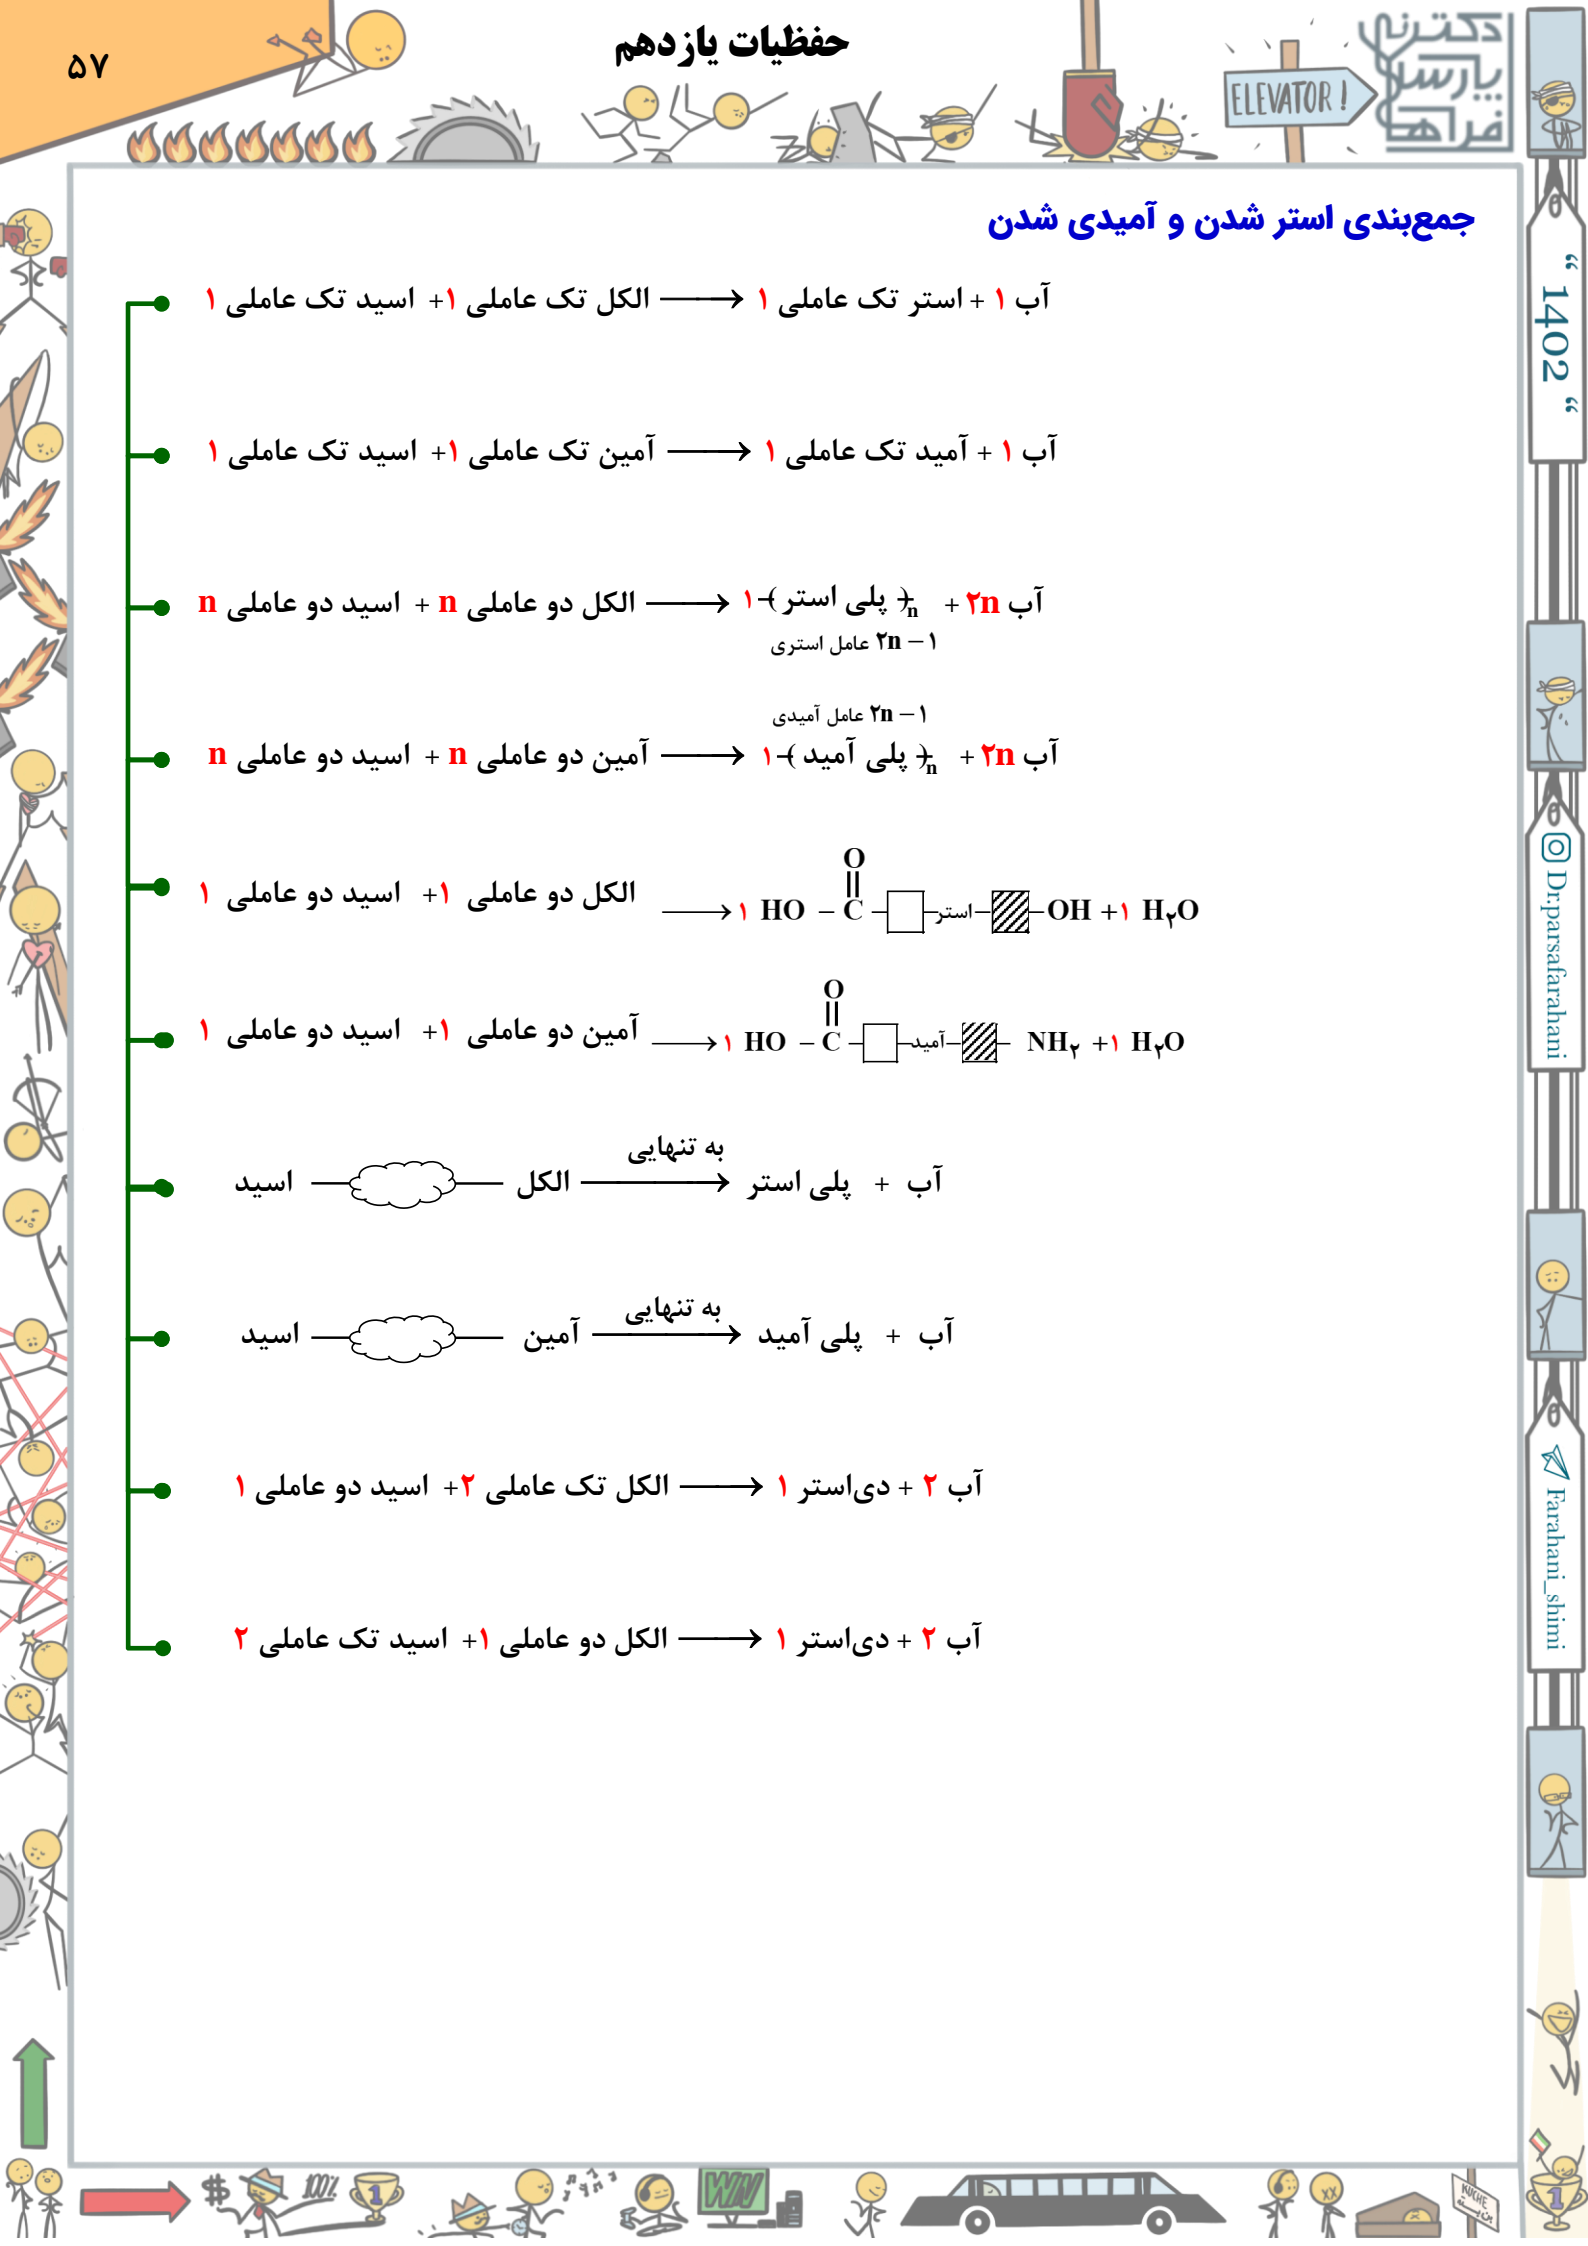 ۵۷
حفظیات یازدهم
دکتر
پارسا
فراهانی
ELEVATOR !
جمع‌بندی استر شدن و آمیدی شدن
۱ اسید تک عاملی + ۱ الکل تک عاملی ⟶ ۱ استر تک عاملی + ۱ آب
۱ اسید تک عاملی + ۱ آمین تک عاملی ⟶ ۱ آمید تک عاملی + ۱ آب
n اسید دو عاملی + n الکل دو عاملی ⟶ ۱ ( پلی استر )n + ۲n آب
۲n – ۱ عامل استری
۲n – ۱ عامل آمیدی
n اسید دو عاملی + n آمین دو عاملی ⟶ ۱ ( پلی آمید )n + ۲n آب
O
۱ اسید دو عاملی + ۱ الکل دو عاملی ⟶ ۱ HO – C – استر – OH + ۱ H۲O
O
۱ اسید دو عاملی + ۱ آمین دو عاملی ⟶ ۱ HO – C – آمید – NH۲ + ۱ H۲O
به تنهایی
اسید — الکل ⟶ پلی استر + آب
به تنهایی
اسید — آمین ⟶ پلی آمید + آب
۱ اسید دو عاملی + ۲ الکل تک عاملی ⟶ ۱ دی‌استر + ۲ آب
۲ اسید تک عاملی + ۱ الکل دو عاملی ⟶ ۱ دی‌استر + ۲ آب
“ 1402 “
Dr.parsafarahani
Farahani_shimi
$
100%
1
WIN
KUCHE
بن بست
1